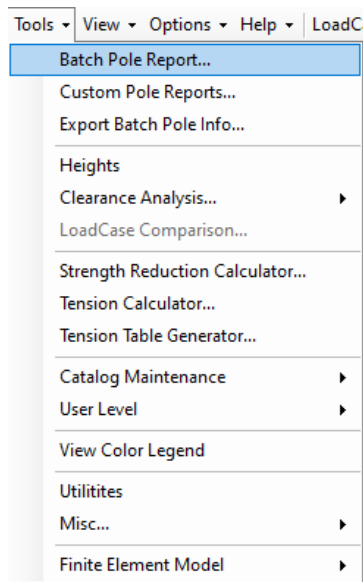 Tools View Options Help LoadC
Batch Pole Report...
Custom Pole Reports...
Export Batch Pole Info...
Heights
Clearance Analysis...
LoadCase Comparison...
Strength Reduction Calculator...
Tension Calculator...
Tension Table Generator...
Catalog Maintenance
User Level
View Color Legend
Utilitites
Misc...
Finite Element Model